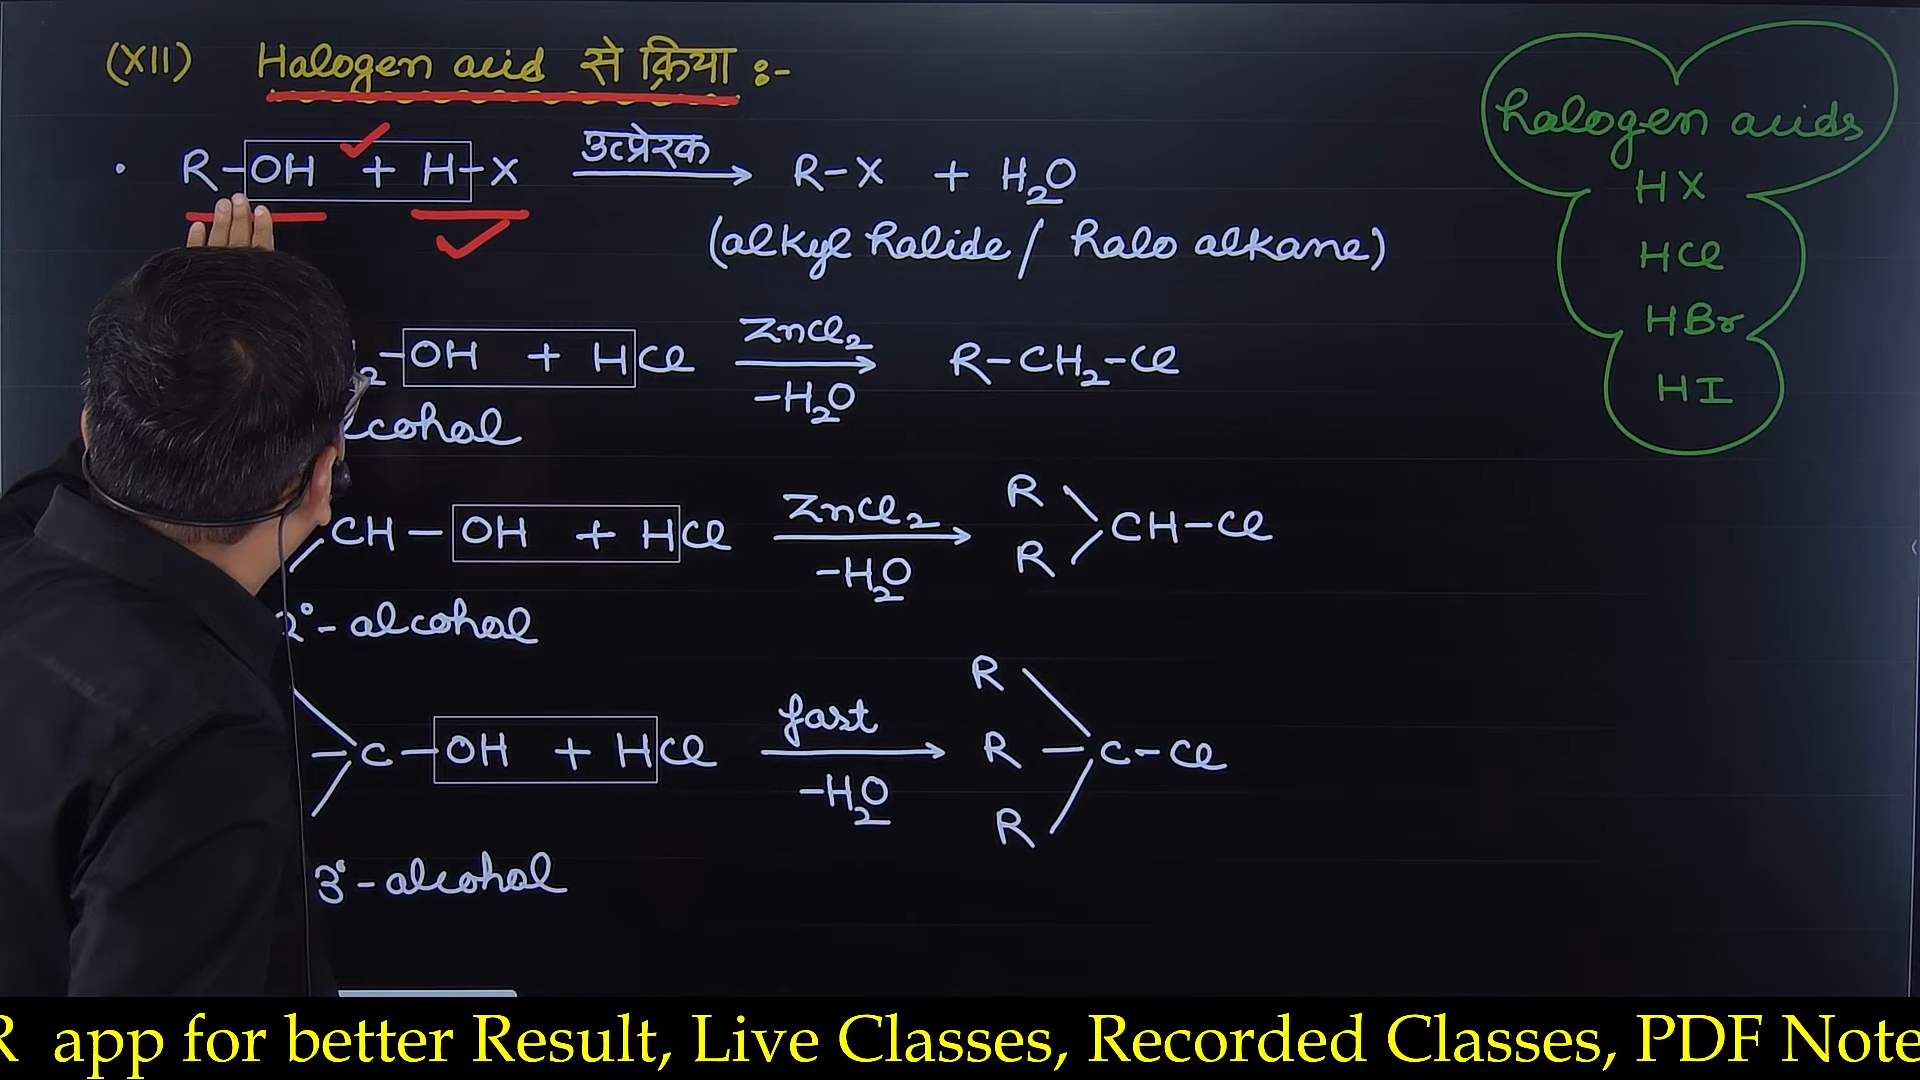 (XII) Halogen acid से क्रिया :-
R-OH + H-X उत्प्रेरक R-X + H2O
(alkyl halide / halo alkane)
2-OH + HCl ZnCl2 -H2O R-CH2-Cl
lcohol
CH-OH + HCl ZnCl2 -H2O R R CH-Cl
2°-alcohol
-C-OH + HCl fast -H2O R R R C-Cl
3°-alcohol
halogen acids
HX
HCl
HBr
HI
R app for better Result, Live Classes, Recorded Classes, PDF Note